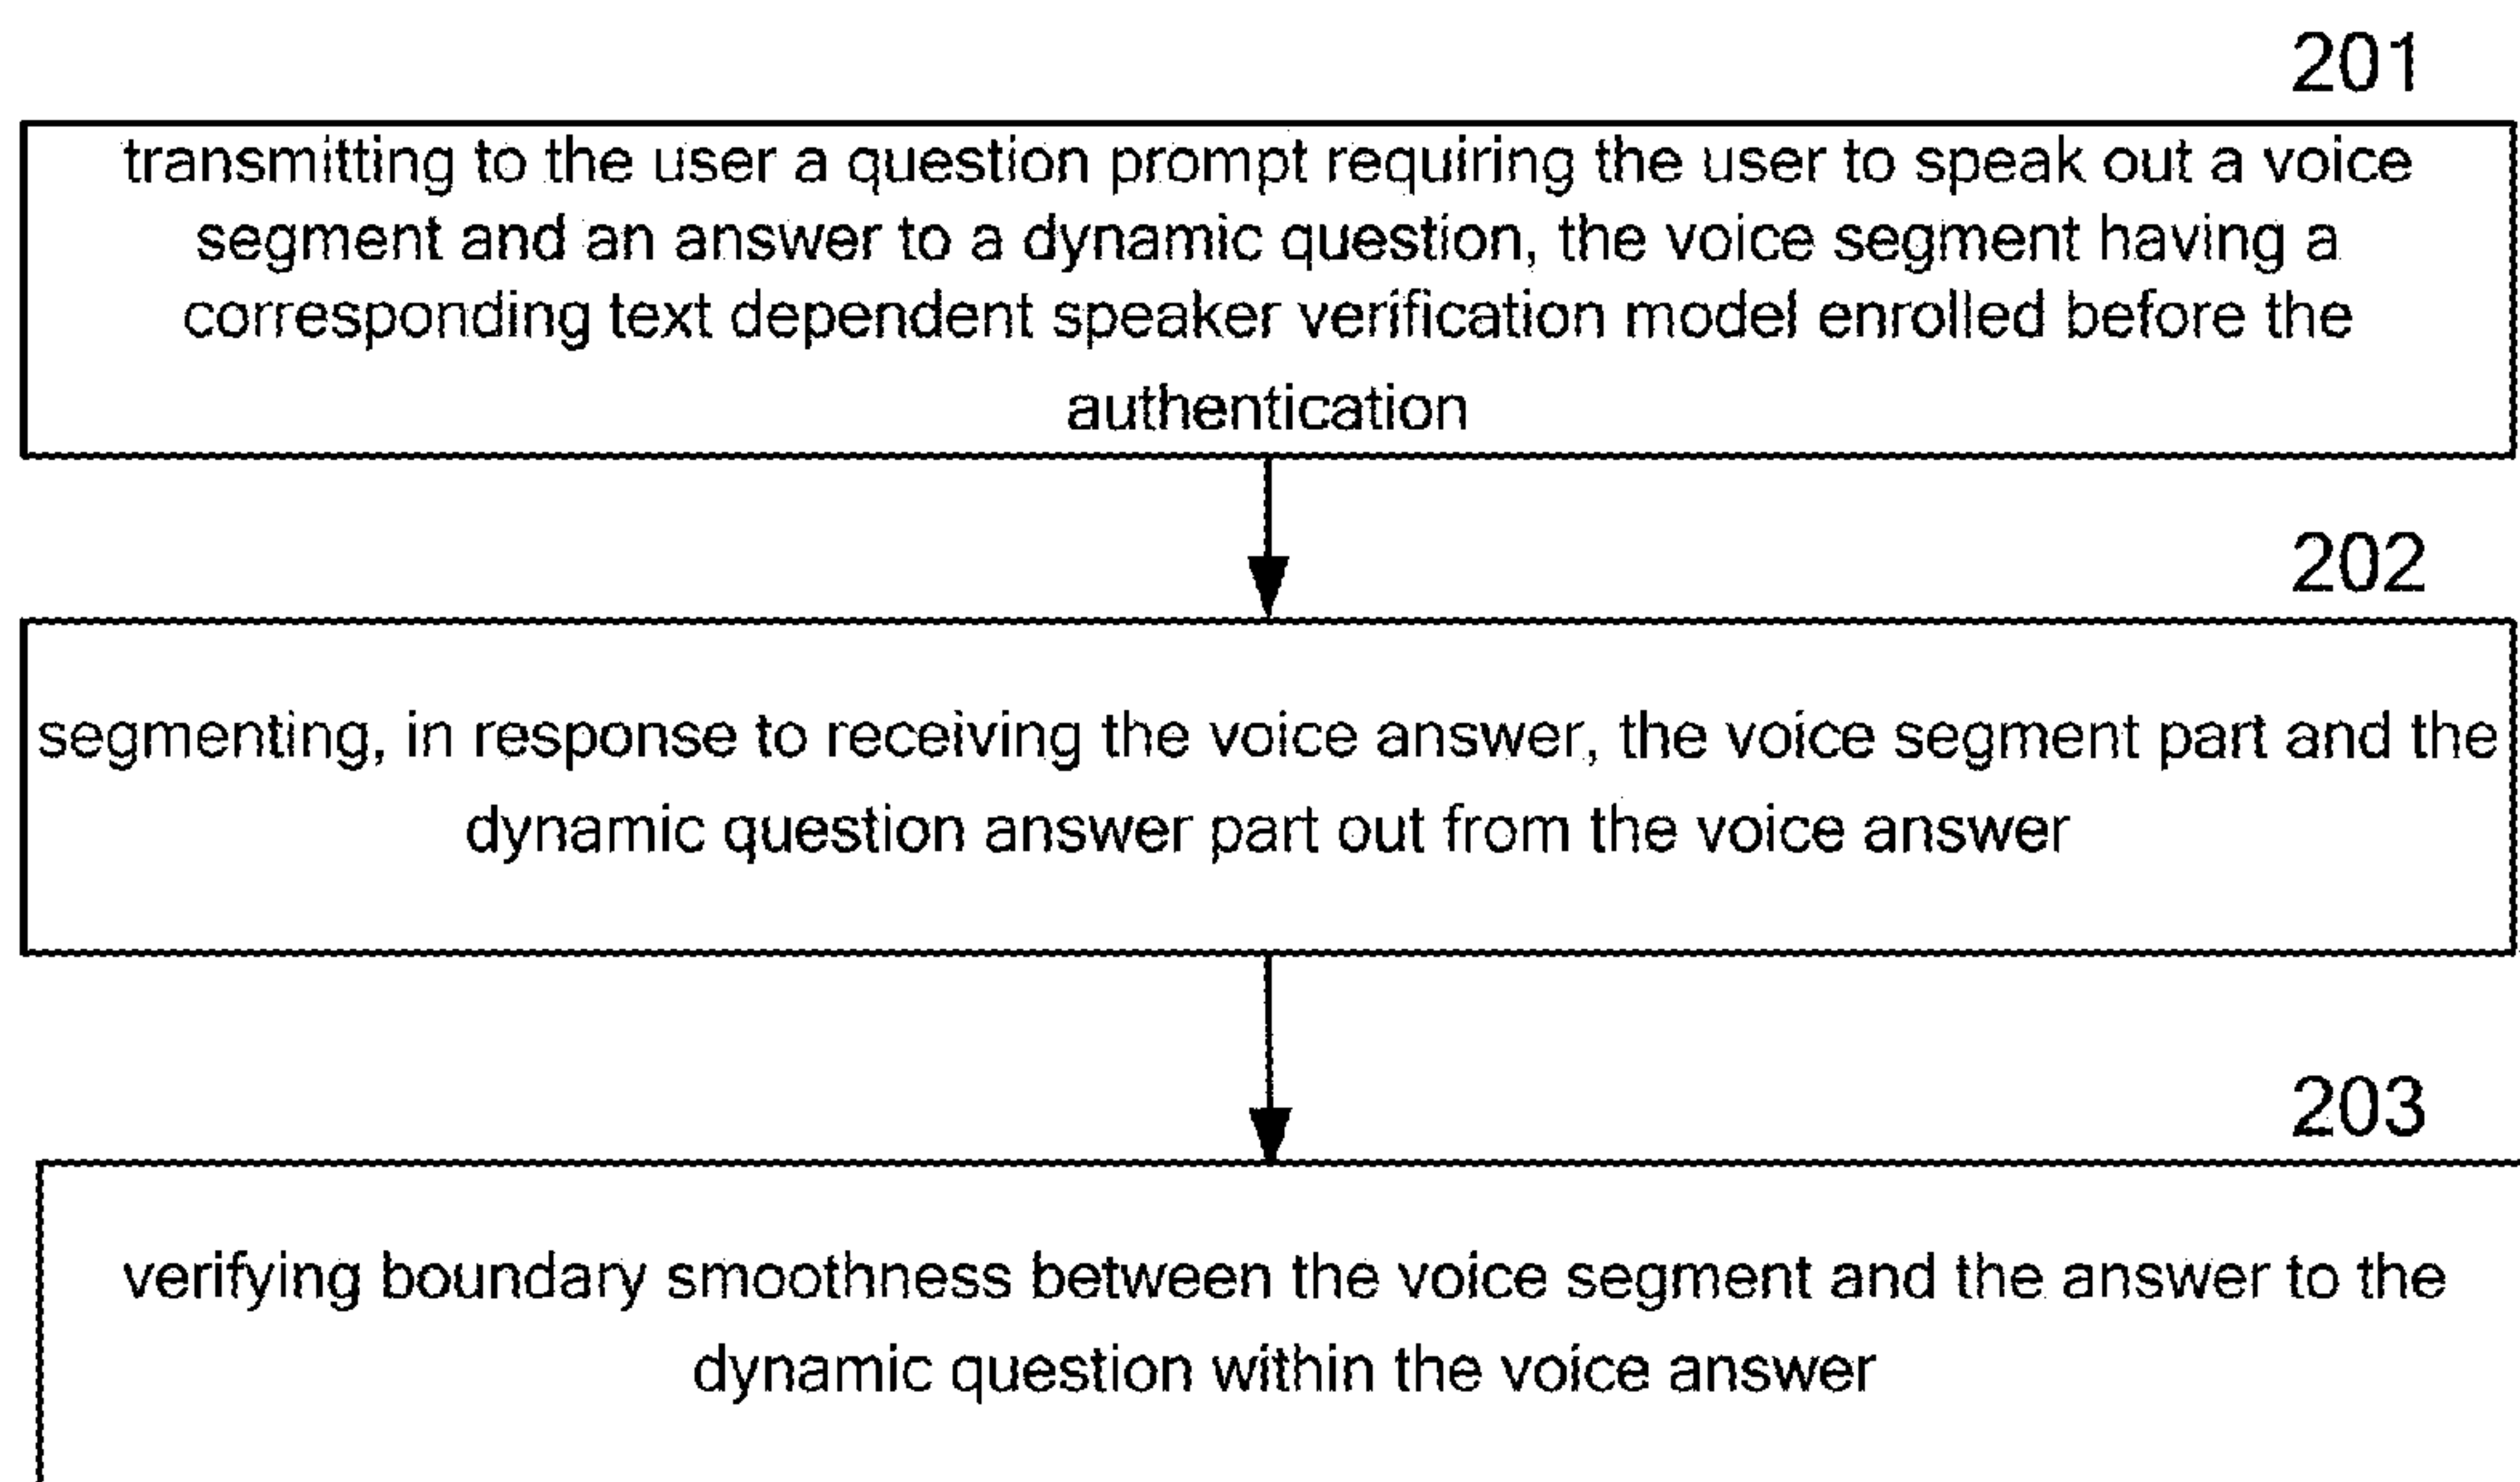 201
transmitting to the user a question prompt requiring the user to speak out a voice
segment and an answer to a dynamic question, the voice segment having a
corresponding text dependent speaker verification model enrolled before the
authentication
202
segmenting, in response to receiving the voice answer, the voice segment part and the
dynamic question answer part out from the voice answer
203
verifying boundary smoothness between the voice segment and the answer to the
dynamic question within the voice answer